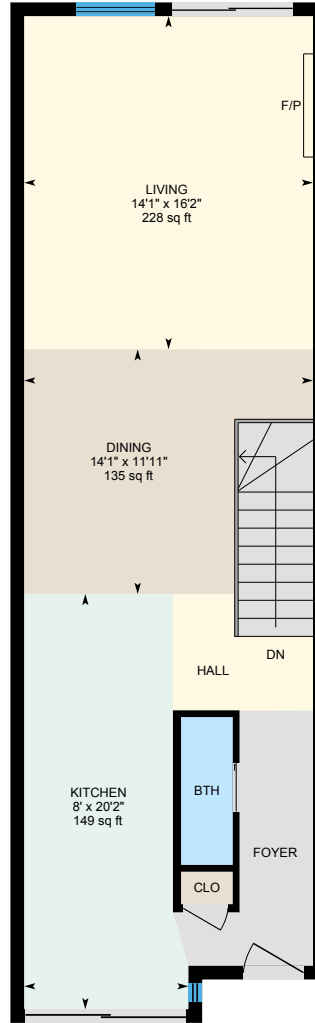 F/P
LIVING
14'1" x 16'2"
228 sq ft
DINING
14'1" x 11'11"
135 sq ft
DN
HALL
KITCHEN
8' x 20'2"
149 sq ft
BTH
FOYER
CLO